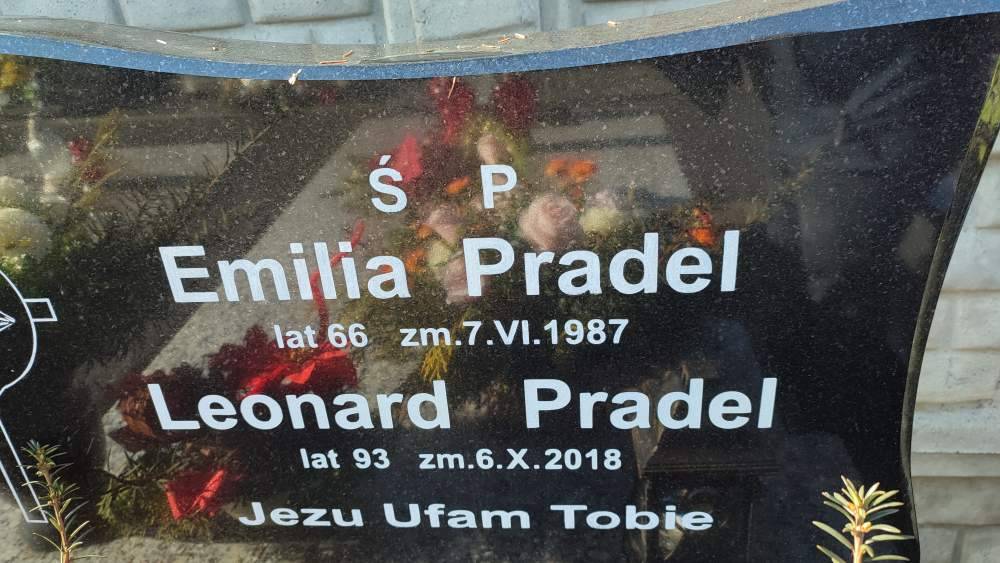 Ś P
Emilia Pradel
lat 66 zm.7.VI.1987
Leonard Pradel
lat 93 zm.6.X.2018
Jezu Ufam Tobie